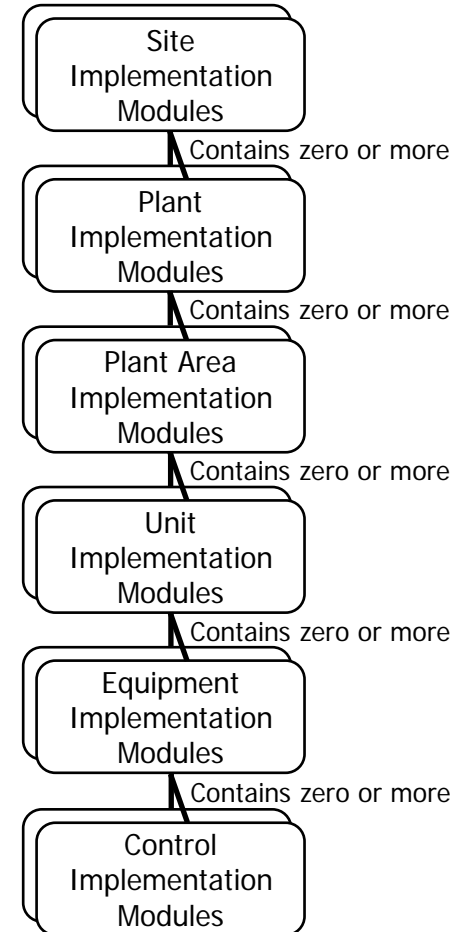 Site
Implementation
Modules
Contains zero or more
Plant
Implementation
Modules
Contains zero or more
Plant Area
Implementation
Modules
Contains zero or more
Unit
Implementation
Modules
Contains zero or more
Equipment
Implementation
Modules
Contains zero or more
Control
Implementation
Modules